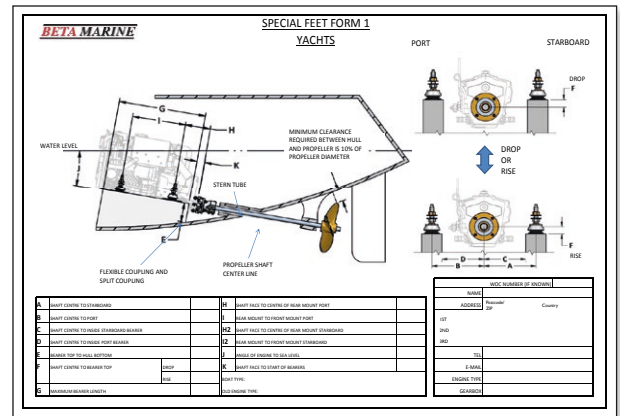 BETA MARINE
SPECIAL FEET FORM 1
YACHTS
PORT
STARBOARD
DROP
F
G
I
H
K
WATER LEVEL
J
MINIMUM CLEARANCE
REQUIRED BETWEEN HULL
AND PROPELLER IS 10% OF
PROPELLER DIAMETER
STERN TUBE
DROP
OR
RISE
E
FLEXIBLE COUPLING AND
SPLIT COUPLING
PROPELLER SHAFT
CENTER LINE
F
RISE
D
C
B
A
A SHAFT CENTRE TO STARBOARD
B SHAFT CENTRE TO PORT
C SHAFT CENTRE TO INSIDE STARBOARD BEARER
D SHAFT CENTRE TO INSIDE PORT BEARER
E BEARER TOP TO HULL BOTTOM
F SHAFT CENTRE TO BEARER TOP DROP
RISE
G MAXIMUM BEARER LENGTH
H SHAFT FACE TO CENTRE OF REAR MOUNT PORT
I REAR MOUNT TO FRONT MOUNT PORT
H2 SHAFT FACE TO CENTRE OF REAR MOUNT STARBOARD
I2 REAR MOUNT TO FRONT MOUNT STARBOARD
J ANGLE OF ENGINE TO SEA LEVEL
K SHAFT FACE TO START OF BEARERS
BOAT TYPE:
OLD ENGINE TYPE:
WOC NUMBER (IF KNOWN)
NAME
ADDRESS Postcode/ Country
ZIP
1ST
2ND
3RD
TEL
E-MAIL
ENGINE TYPE
GEARBOX